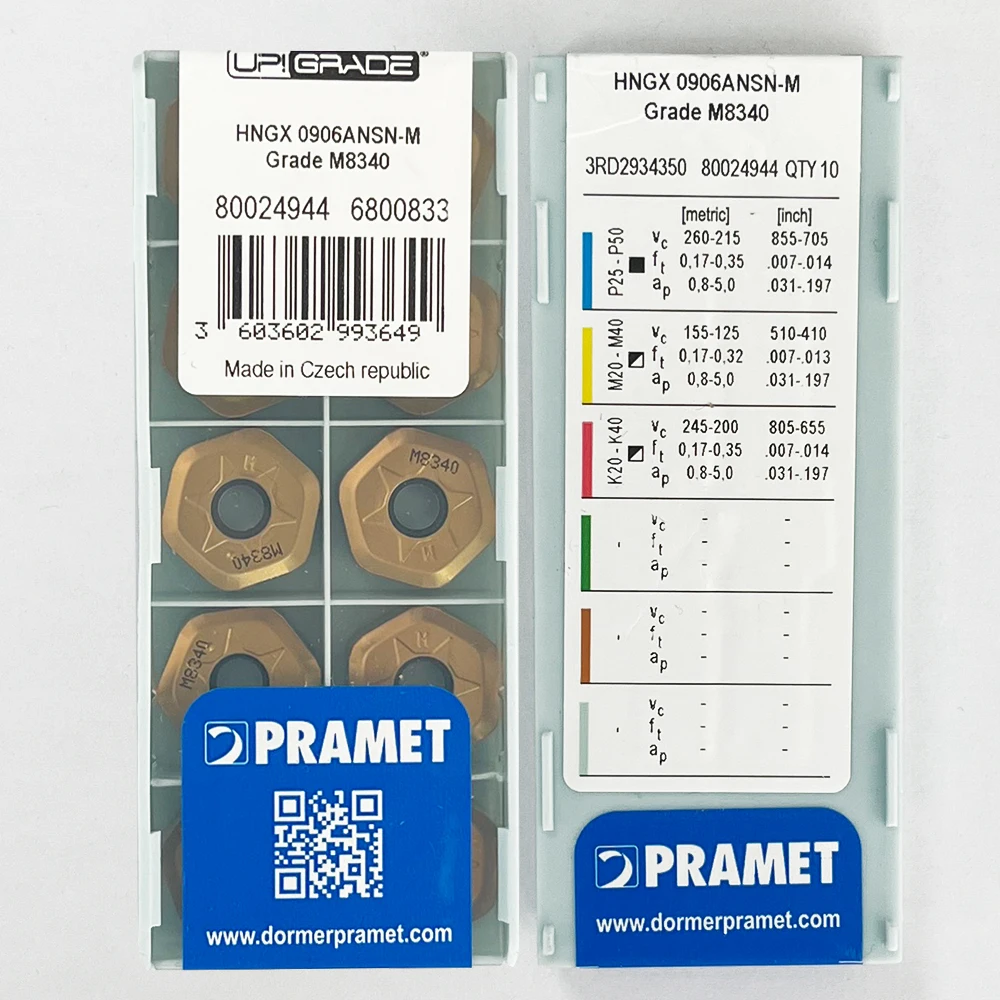 UP! GRADE®
HNGX 0906ANSN-M
Grade M8340
80024944 6800833
3 603602 993649
Made in Czech republic
M
M8340
M8340
M
M8340
M
PRAMET
www.dormerpramet.com
HNGX 0906ANSN-M
Grade M8340
3RD2934350 80024944 QTY 10
[metric] [inch]
P25 - P50
vc 260-215 855-705
ft 0,17-0,35 .007-.014
ap 0,8-5,0 .031-.197
M20 - M40
vc 155-125 510-410
ft 0,17-0,32 .007-.013
ap 0,8-5,0 .031-.197
K20 - K40
vc 245-200 805-655
ft 0,17-0,35 .007-.014
ap 0.8-5,0 .031-.197
vc - -
ft - -
ap - -
vc - -
ft - -
ap - -
vc - -
ft - -
ap - -
PRAMET
www.dormerpramet.com